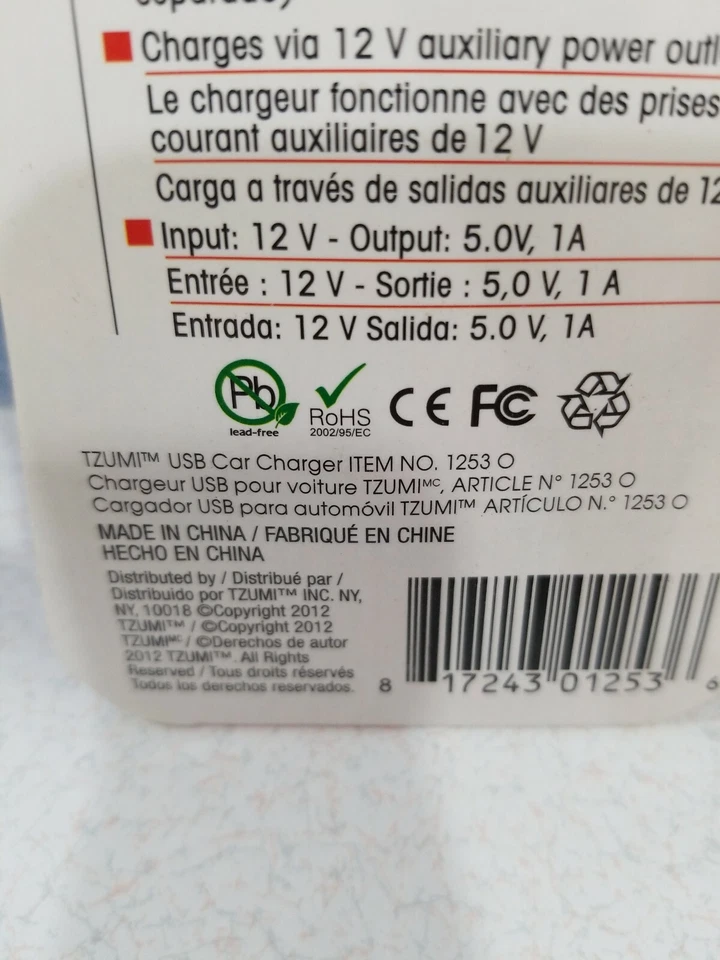 Charges via 12 V auxiliary power
Le chargeur fonctionne avec des prises
courant auxiliaires de 12 V
Carga a través de salidas auxiliares de 12
Input: 12 V - Output: 5.0V, 1A
Entrée : 12 V - Sortie : 5,0 V, 1 A
Entrada: 12 V Salida: 5.0 V, 1A
Pb
lead-free
RoHS
2002/95/EC
CE FC
TZUMI™ USB Car Charger ITEM NO. 1253 O
Chargeur USB pour voiture TZUMIᴹᶜ, ARTICLE N° 1253 O
Cargador USB para automóvil TZUMI™ ARTÍCULO N.° 1253 O
MADE IN CHINA / FABRIQUÉ EN CHINE
HECHO EN CHINA
Distributed by / Distribué par /
Distribuido por TZUMI™ INC. NY,
NY, 10018 ©Copyright 2012
TZUMI™ / ©Copyright 2012
TZUMIᴹᶜ / ©Derechos de autor
2012 TZUMI™. All Rights
Reserved / Tous droits réservés
Todos los derechos reservados.
8 17243 01253 6